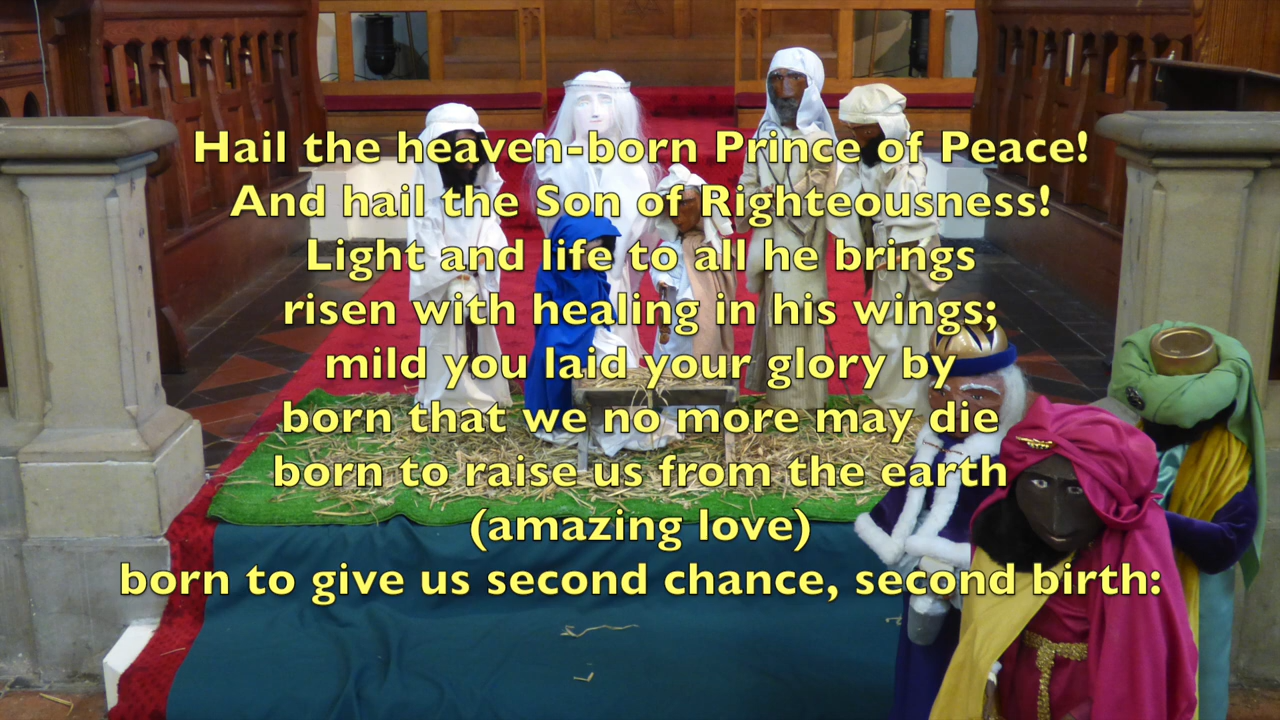 Hail the heaven-born Prince of Peace!
And hail the Son of Righteousness!
Light and life to all he brings
risen with healing in his wings;
mild you laid your glory by
born that we no more may die
born to raise us from the earth
(amazing love)
born to give us second chance, second birth: